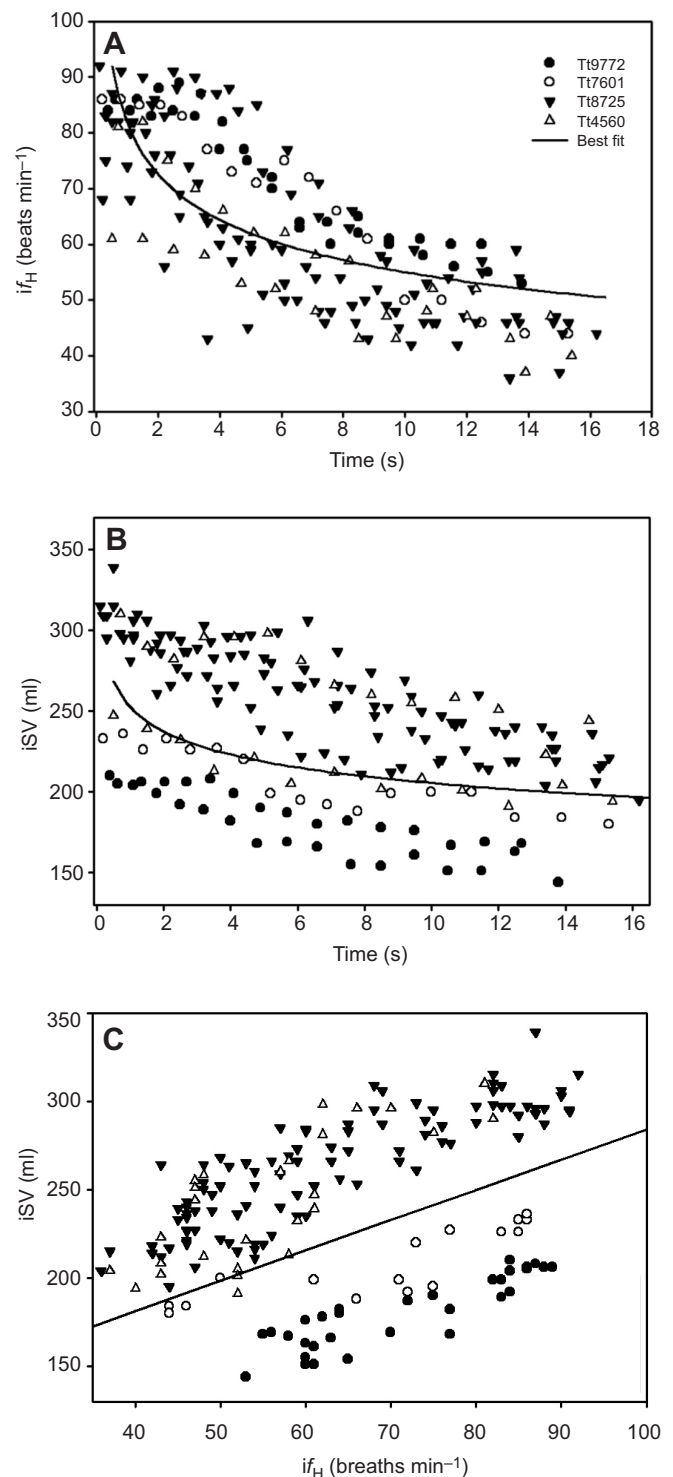 A
100
90
80
70
60
50
40
30
if_H (beats min⁻¹)
Tt9772
Tt7601
Tt8725
Tt4560
Best fit
0 2 4 6 8 10 12 14 16 18
Time (s)
B
350
300
250
200
150
iSV (ml)
0 2 4 6 8 10 12 14 16
Time (s)
C
350
300
250
200
150
iSV (ml)
40 50 60 70 80 90 100
if_H (breaths min⁻¹)